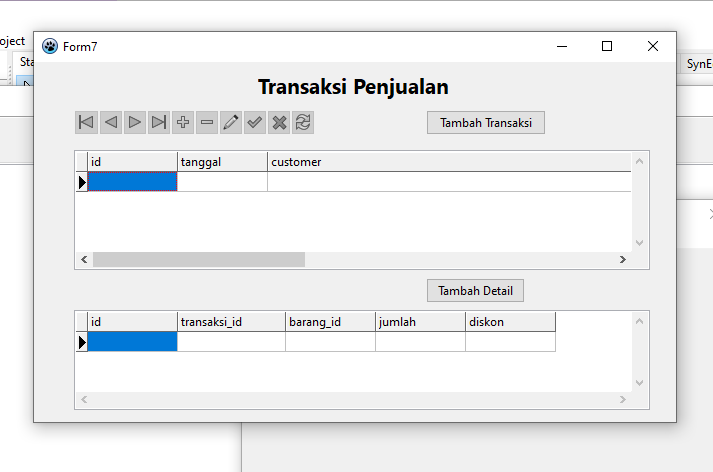 Form7
oject
Sta
SynE
Transaksi Penjualan
Tambah Transaksi
id tanggal customer
Tambah Detail
id transaksi_id barang_id jumlah diskon